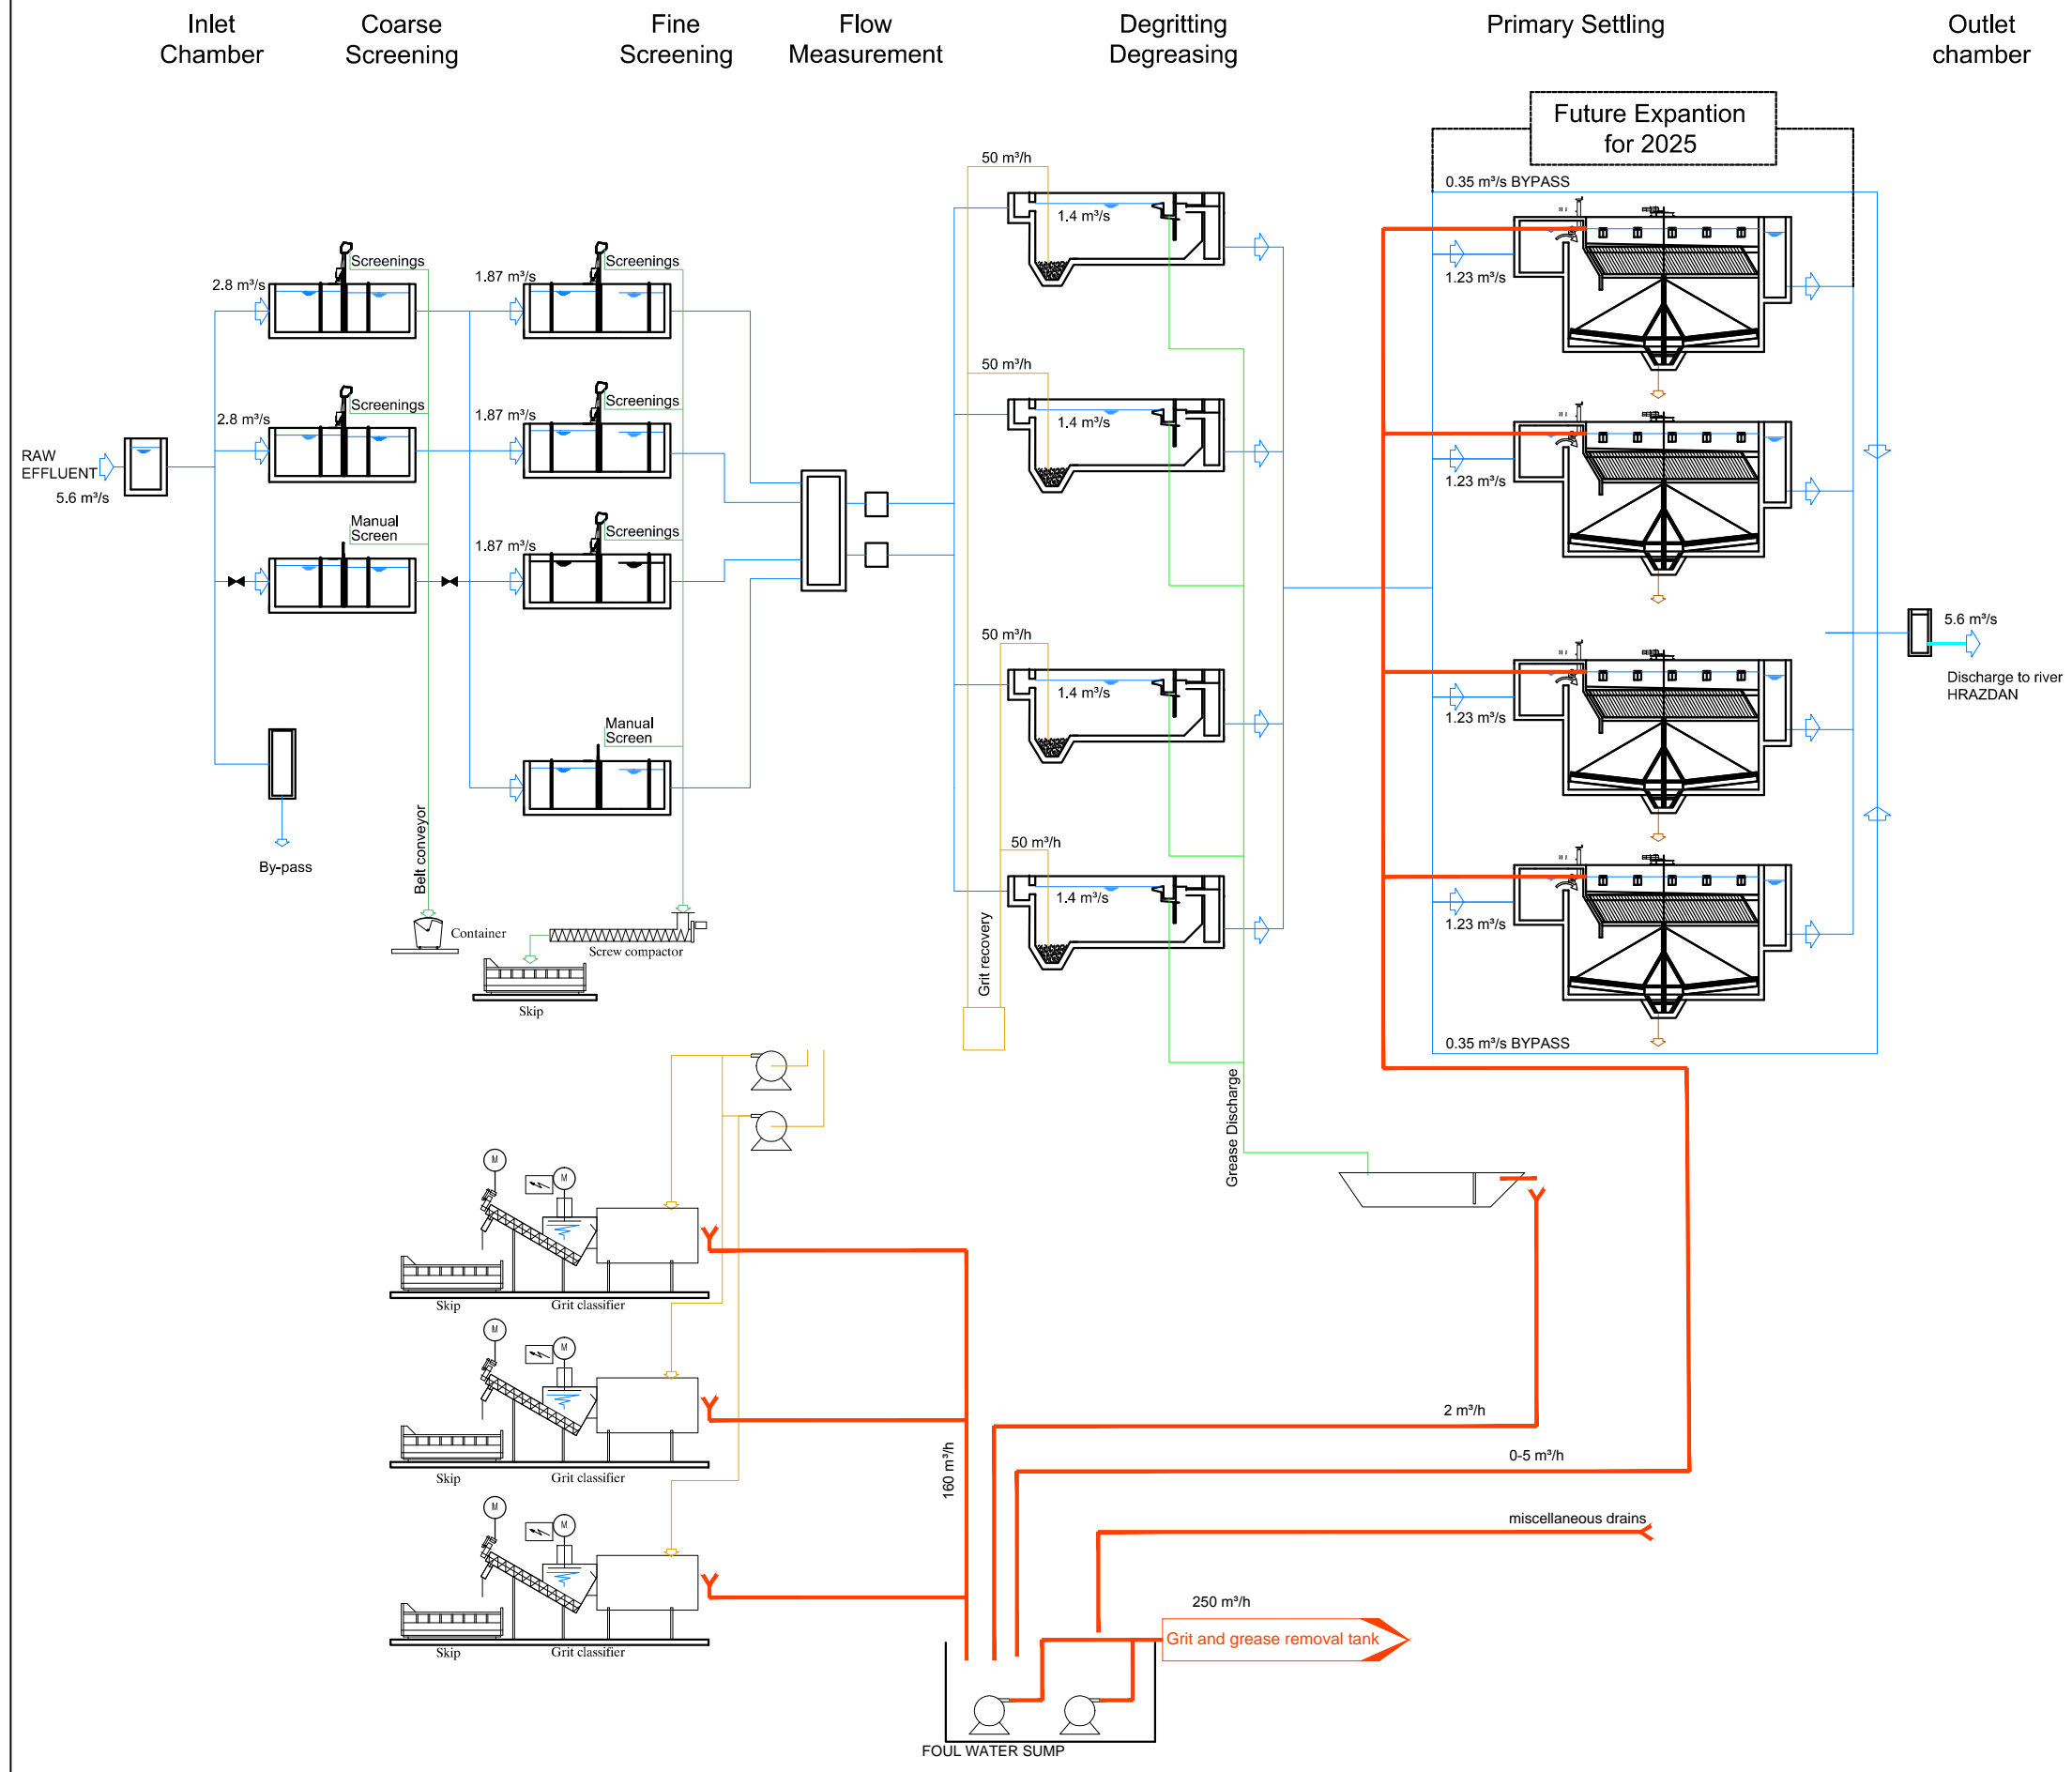 Inlet
Chamber
Coarse
Screening
Fine
Screening
Flow
Measurement
Degritting
Degreasing
Primary Settling
Outlet
chamber
Future Expantion
for 2025
0.35 m³/s BYPASS
50 m³/h
1.4 m³/s
Screenings
2.8 m³/s
Screenings
1.87 m³/s
1.23 m³/s
50 m³/h
1.4 m³/s
Screenings
2.8 m³/s
Screenings
1.87 m³/s
1.23 m³/s
RAW
EFFLUENT
5.6 m³/s
Manual
Screen
Screenings
1.87 m³/s
50 m³/h
1.4 m³/s
1.23 m³/s
5.6 m³/s
Discharge to river
HRAZDAN
Manual
Screen
By-pass
Belt conveyor
50 m³/h
1.4 m³/s
1.23 m³/s
Container
Screw compactor
Skip
Grit recovery
0.35 m³/s BYPASS
Grease Discharge
M
M
Skip
Grit classifier
M
M
Skip
Grit classifier
M
M
Skip
Grit classifier
160 m³/h
2 m³/h
0-5 m³/h
miscellaneous drains
250 m³/h
Grit and grease removal tank
FOUL WATER SUMP